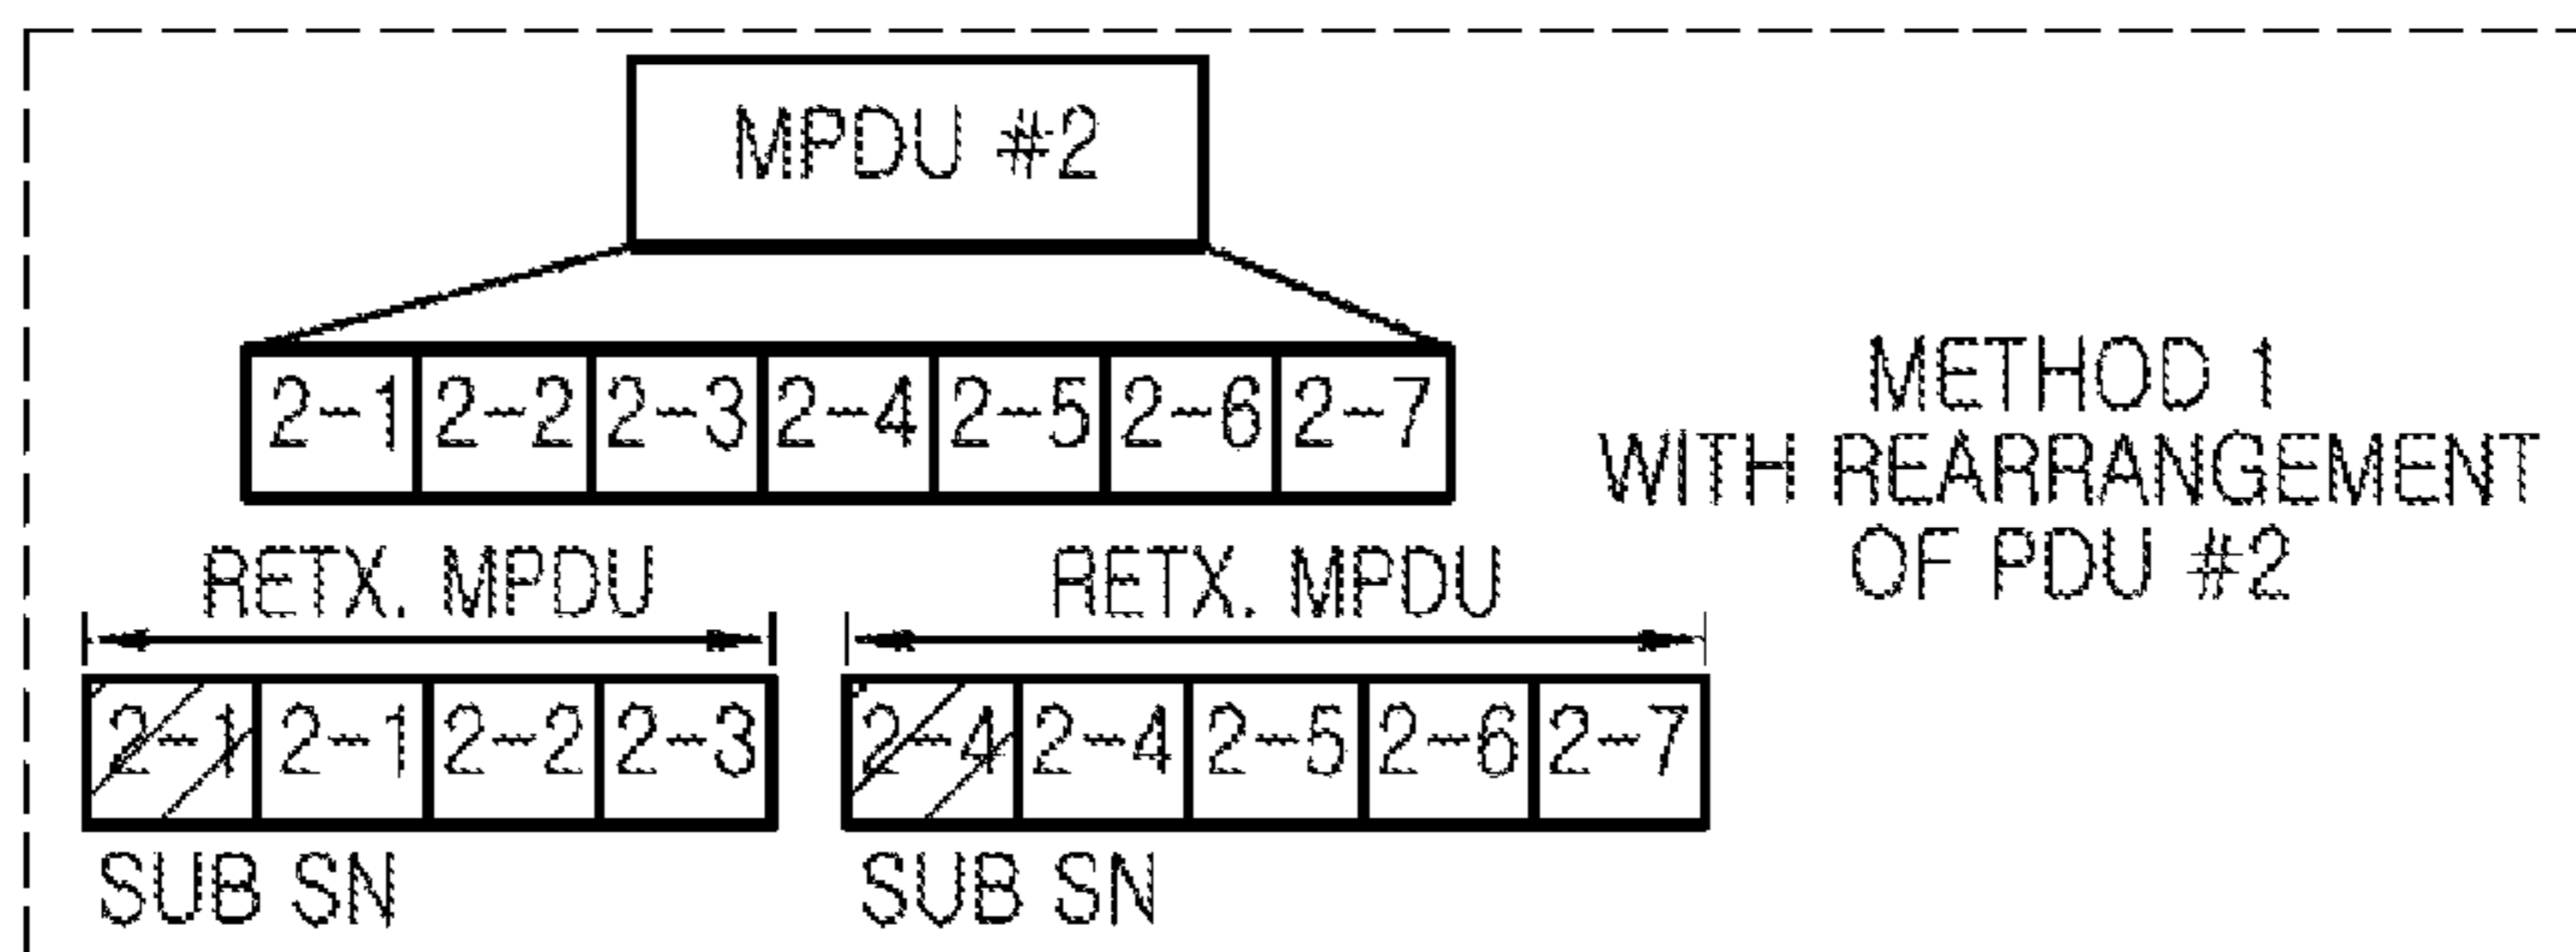 MPDU #2
2-1 2-2 2-3 2-4 2-5 2-6 2-7
METHOD 1
WITH REARRANGEMENT
OF PDU #2
RETX. MPDU RETX. MPDU
2-1 2-1 2-2 2-3 2-4 2-4 2-5 2-6 2-7
SUB SN SUB SN